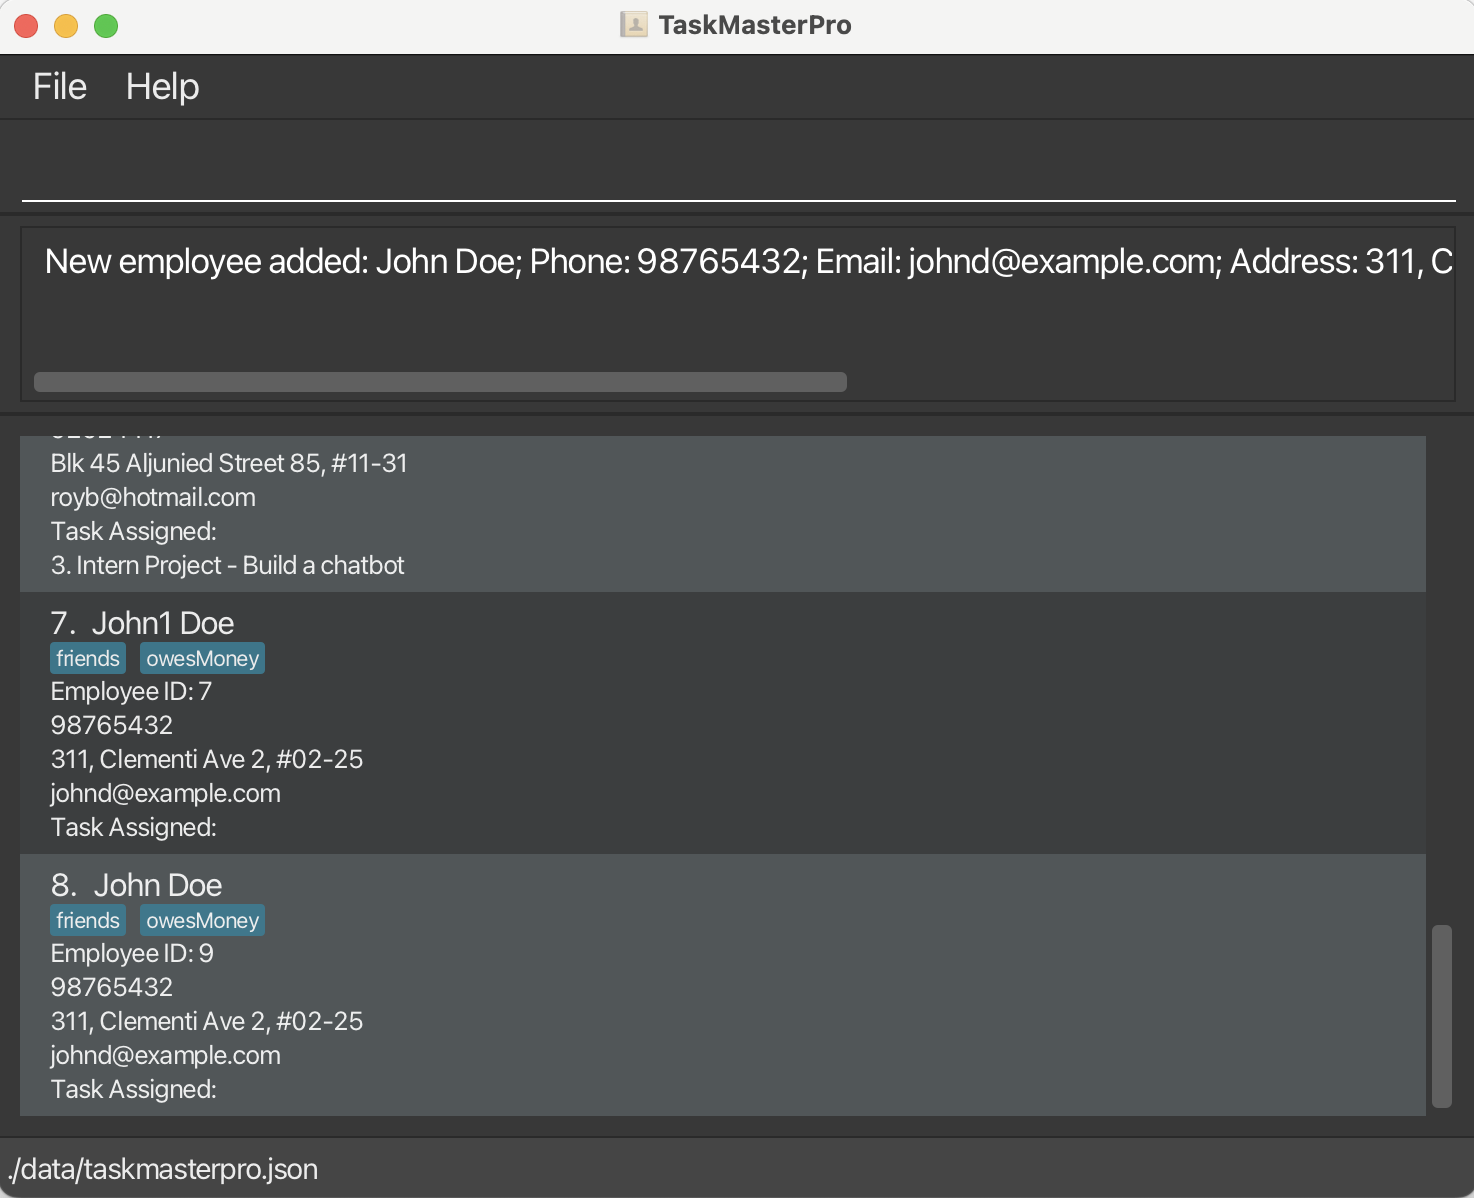 TaskMasterPro
File Help
New employee added: John Doe; Phone: 98765432; Email: johnd@example.com; Address: 311, C
Blk 45 Aljunied Street 85, #11-31
royb@hotmail.com
Task Assigned:
3. Intern Project - Build a chatbot
7. John1 Doe
friends owesMoney
Employee ID: 7
98765432
311, Clementi Ave 2, #02-25
johnd@example.com
Task Assigned:
8. John Doe
friends owesMoney
Employee ID: 9
98765432
311, Clementi Ave 2, #02-25
johnd@example.com
Task Assigned:
./data/taskmasterpro.json